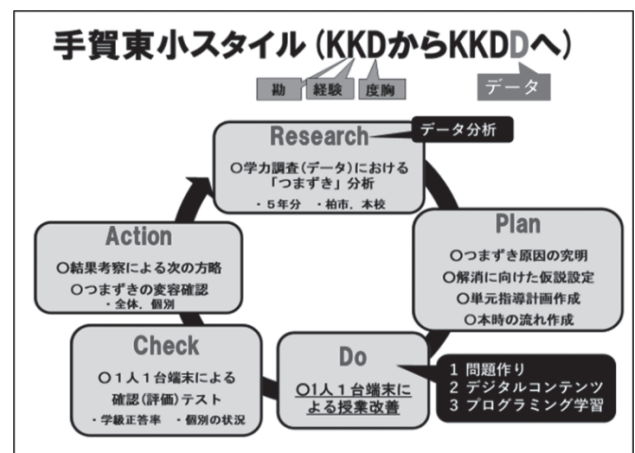 手賀東小スタイル(KKDからKKDDへ)
勘 経験 度胸 データ
Research
データ分析
○学力調査(データ)における
「つまずき」分析
・5年分 ・柏市、本校
Plan
○つまずき原因の究明
○解消に向けた仮説設定
○単元指導計画作成
○本時の流れ作成
Do
○1人1台端末に
よる授業改善
1 問題作り
2 デジタルコンテンツ
3 プログラミング学習
Check
○1人1台端末による
確認(評価)テスト
・学級正答率 ・個別の状況
Action
○結果考察による次の方略
○つまずきの変容確認
・全体、個別